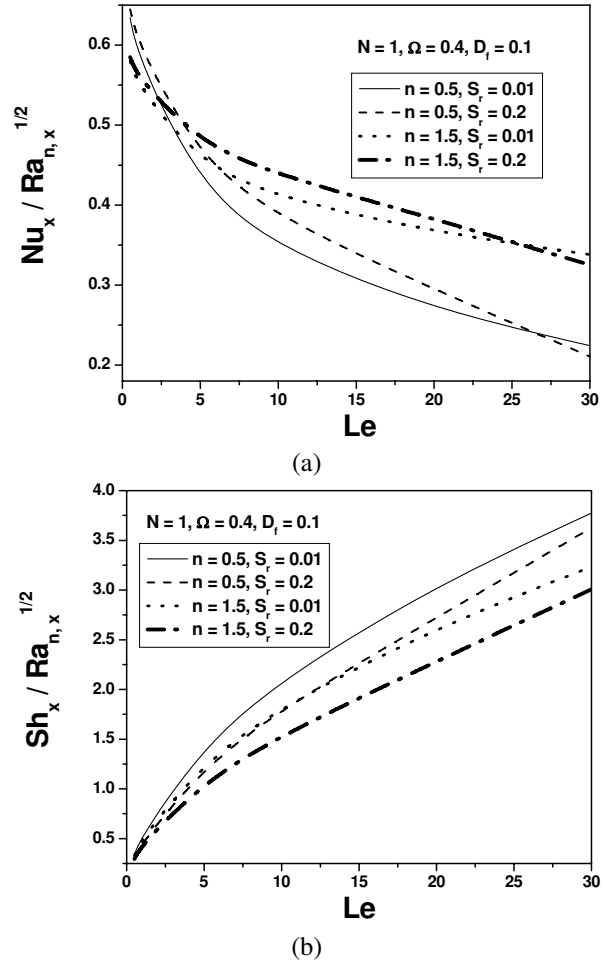 N = 1, Ω = 0.4, D_f = 0.1
n = 0.5, S_r = 0.01
n = 0.5, S_r = 0.2
n = 1.5, S_r = 0.01
n = 1.5, S_r = 0.2
Nu_x / Ra_{n, x}^{1/2}
0.6
0.5
0.4
0.3
0.2
0 5 10 15 20 25 30
Le
(a)
N = 1, Ω = 0.4, D_f = 0.1
n = 0.5, S_r = 0.01
n = 0.5, S_r = 0.2
n = 1.5, S_r = 0.01
n = 1.5, S_r = 0.2
Sh_x / Ra_{n, x}^{1/2}
4.0
3.5
3.0
2.5
2.0
1.5
1.0
0.5
0 5 10 15 20 25 30
Le
(b)